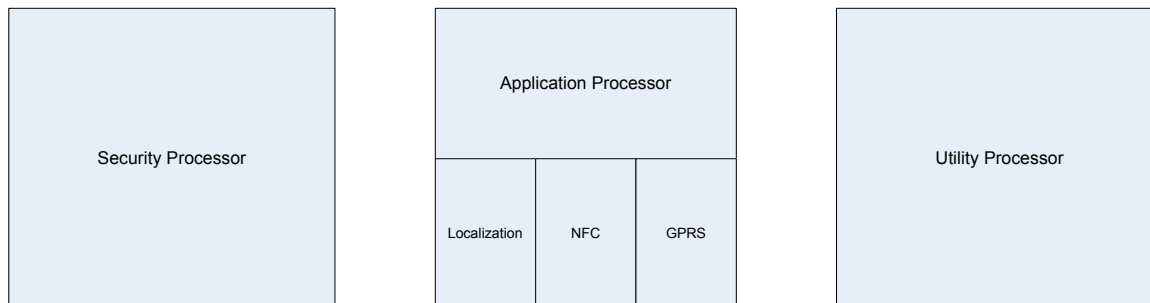 Security Processor
Application Processor
Utility Processor
Localization
NFC
GPRS